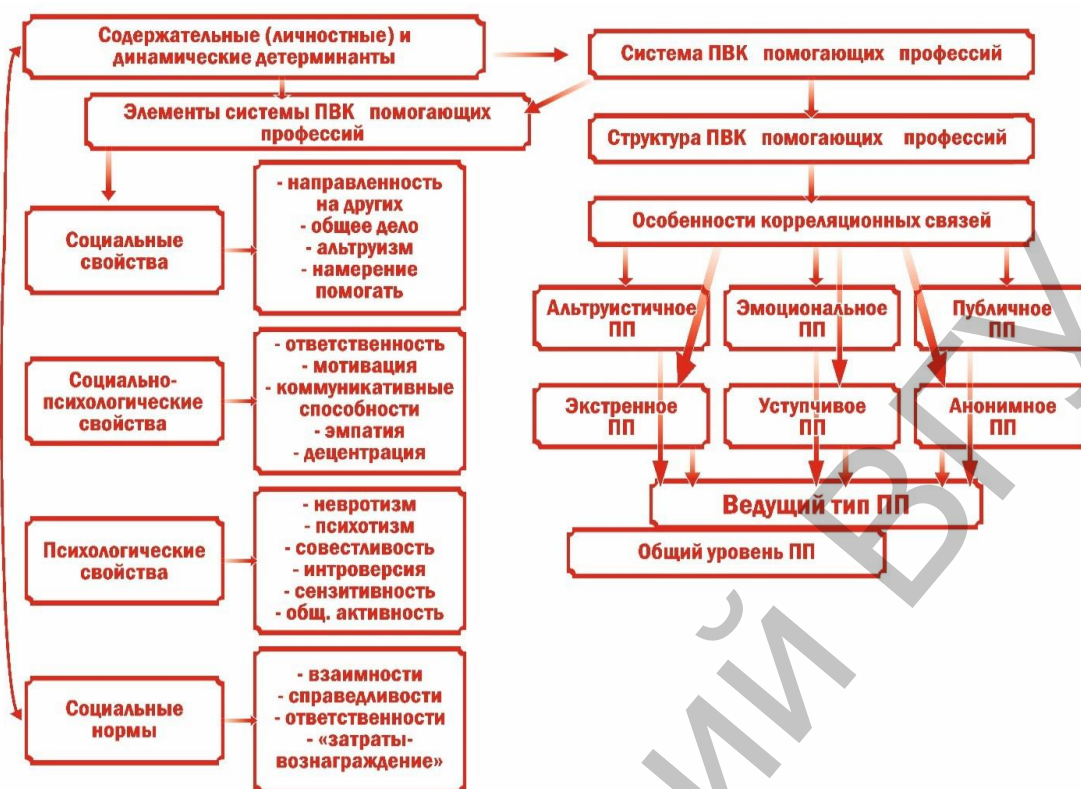 Содержательные (личностные) и
динамические детерминанты
Система ПВК помогающих профессий
Элементы системы ПВК помогающих
профессий
Структура ПВК помогающих профессий
Особенности корреляционных связей
Социальные
свойства
- направленность
на других
- общее дело
- альтруизм
- намерение
помогать
Альтруистичное
ПП
Эмоциональное
ПП
Публичное
ПП
Социально-
психологические
свойства
- ответственность
- мотивация
- коммуникативные
способности
- эмпатия
- децентрация
Экстренное
ПП
Уступчивое
ПП
Анонимное
ПП
Ведущий тип ПП
Общий уровень ПП
Психологические
свойства
- невротизм
- психотизм
- совестливость
- интроверсия
- сензитивность
- общ. активность
Социальные
нормы
- взаимности
- справедливости
- ответственности
- «затраты-
вознаграждение»
ИЙ ВГУ